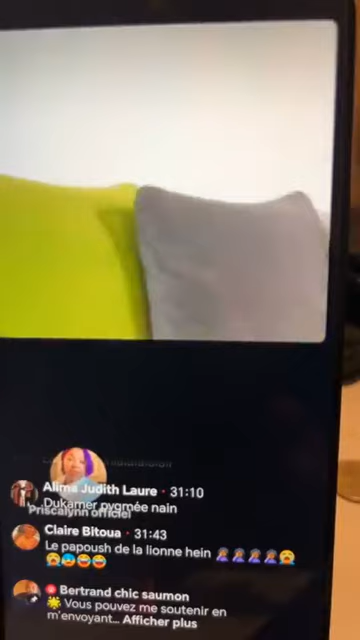 Alima Judith Laure • 31:10
Dukamer pygmée nain
Priscalynn officiel
Claire Bitoua • 31:43
Le papoush de la lionne hein 🤦‍♀️🤦‍♀️🤦‍♀️🤦‍♀️😭
😭😰😂😂
Bertrand chic saumon
🌟 Vous pouvez me soutenir en
m'envoyant... Afficher plus